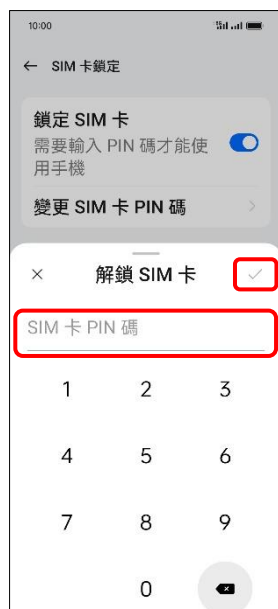 10:00
← SIM 卡鎖定
鎖定 SIM 卡
需要輸入 PIN 碼才能使
用手機
變更 SIM 卡 PIN 碼
× 解鎖 SIM 卡 ✓
SIM 卡 PIN 碼
1 2 3
4 5 6
7 8 9
0